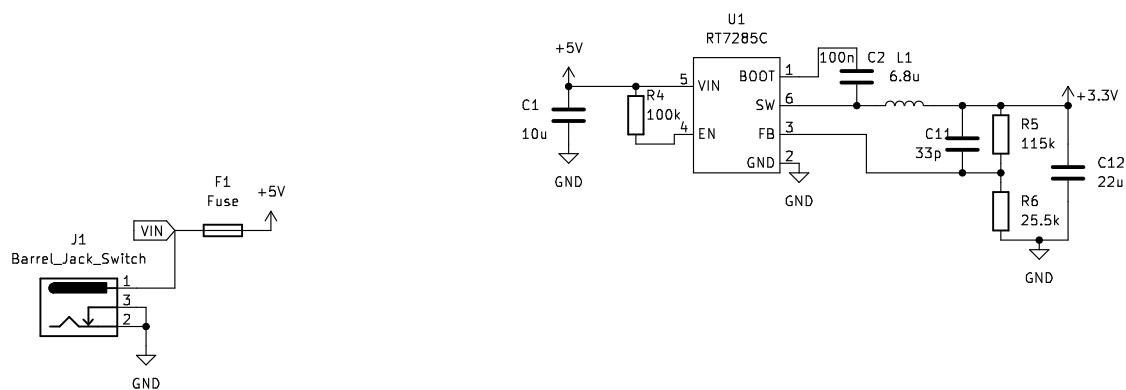 U1
RT7285C
+5V
100n
C2
L1
6.8u
5
VIN
BOOT
1
+3.3V
C1
10u
R4
100k
SW
6
4
EN
FB
3
C11
33p
R5
115k
GND
2
C12
22u
GND
GND
F1
Fuse
+5V
R6
25.5k
VIN
J1
Barrel_Jack_Switch
GND
1
3
2
GND